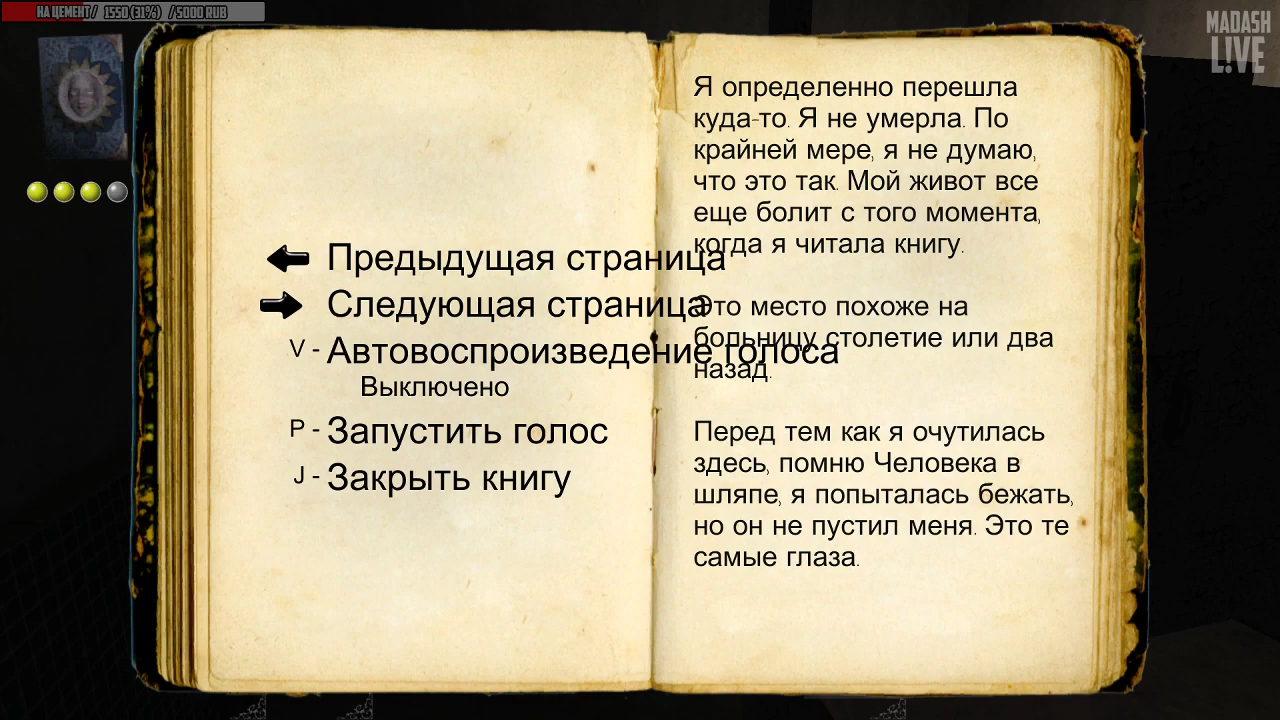 НА ЦЕМЕНТ / 1550 (31%) / 5000 RUB
MADASH
L!VE
Предыдущая страница
Следующая страница
V - Автовоспроизведение голоса
Выключено
P - Запустить голос
J - Закрыть книгу
Я определенно перешла
куда-то. Я не умерла. По
крайней мере, я не думаю,
что это так. Мой живот все
еще болит с того момента,
когда я читала книгу.
Это место похоже на
больницу столетие или два
назад.
Перед тем как я очутилась
здесь, помню Человека в
шляпе, я попыталась бежать,
но он не пустил меня. Это те
самые глаза.